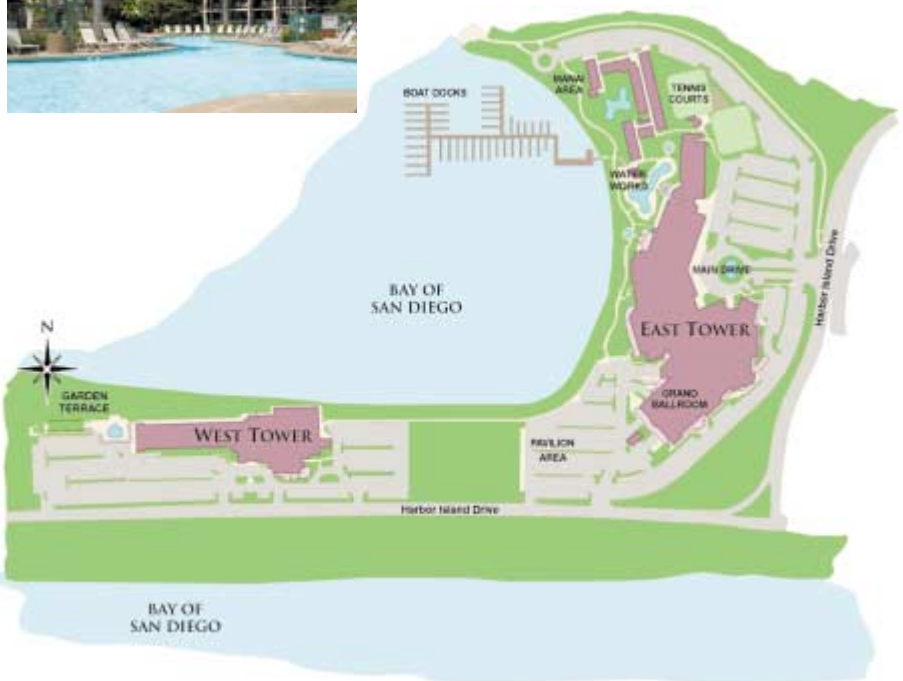 BOAT DOCKS
MANAI
AREA
TENNIS
COURTS
WATER
WORKS
BAY OF
SAN DIEGO
MAIN DRIVE
Harbor Island Drive
EAST TOWER
N
GARDEN
TERRACE
GRAND
BALLROOM
WEST TOWER
PAVILION
AREA
Harbor Island Drive
BAY OF
SAN DIEGO